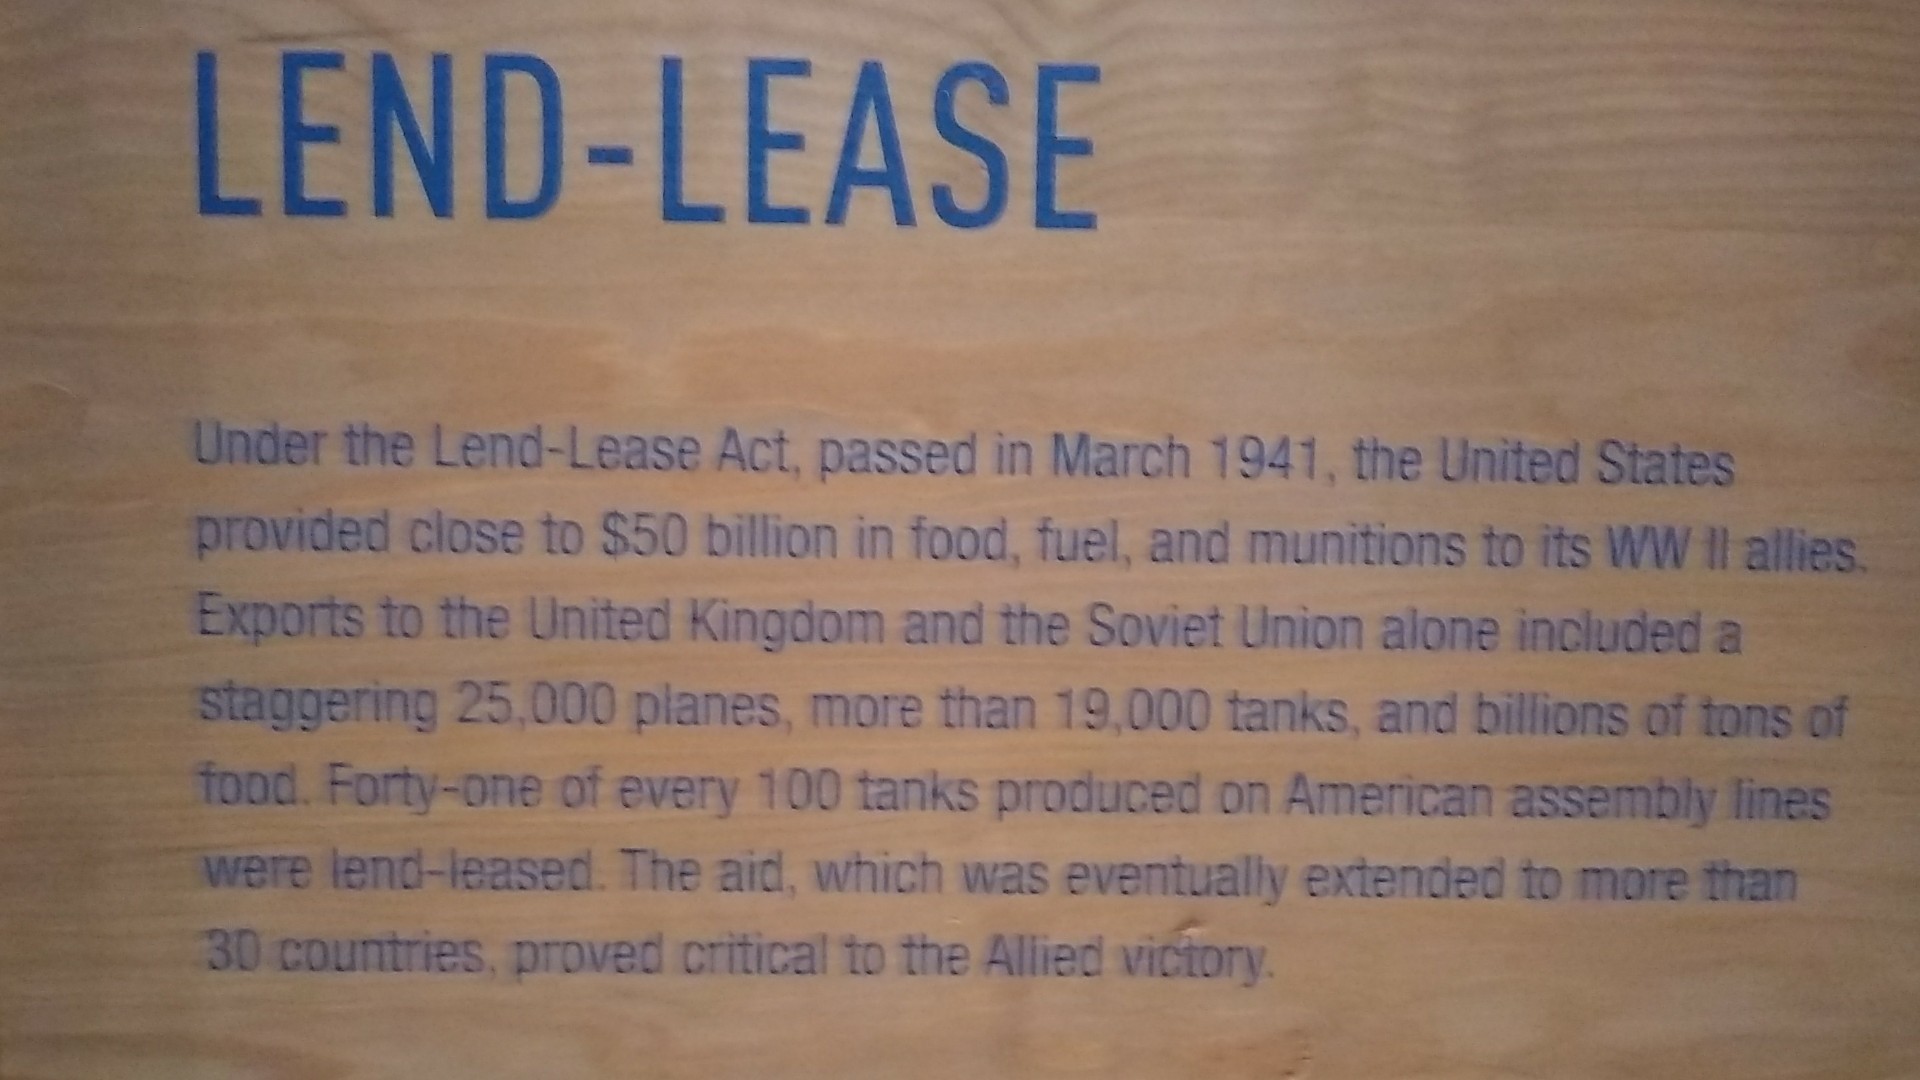 LEND-LEASE
Under the Lend-Lease Act, passed in March 1941, the United States
provided close to $50 billion in food, fuel, and munitions to its WW II allies.
Exports to the United Kingdom and the Soviet Union alone included a
staggering 25,000 planes, more than 19,000 tanks, and billions of tons of
food. Forty-one of every 100 tanks produced on American assembly lines
were lend-leased. The aid, which was eventually extended to more than
30 countries, proved critical to the Allied victory.